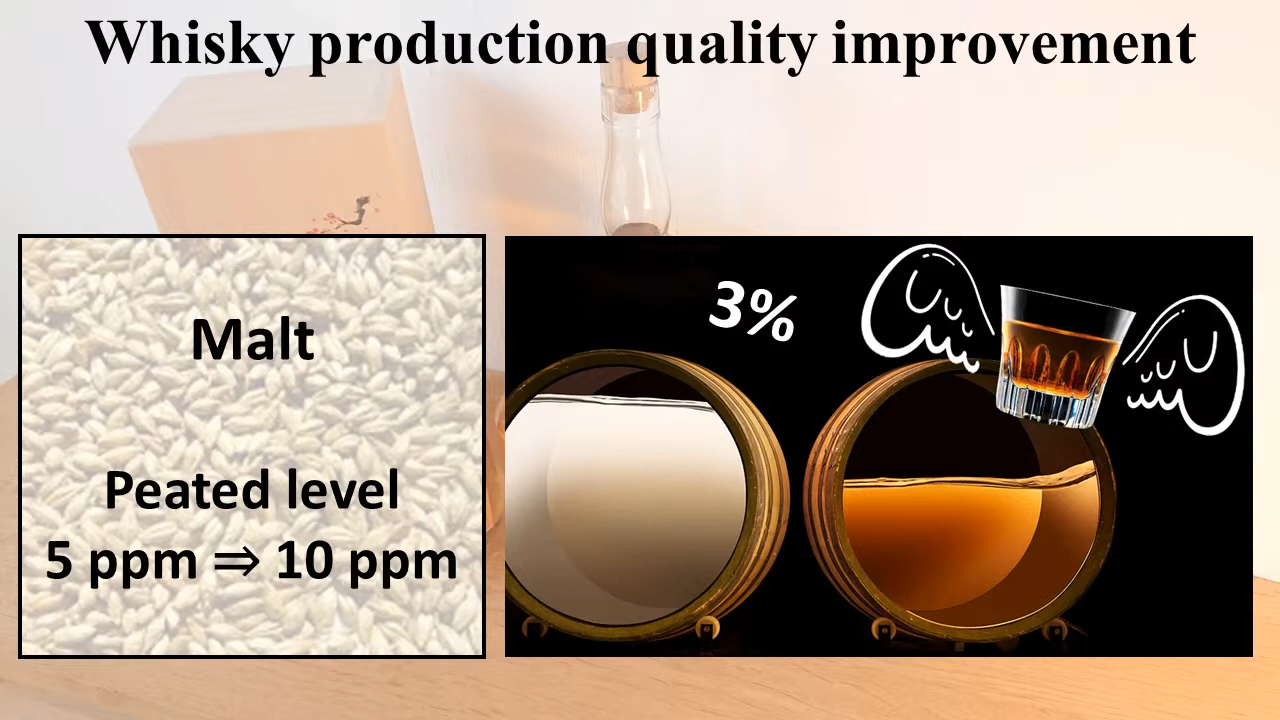 Whisky production quality improvement
Malt
Peated level
5 ppm ⇒ 10 ppm
3%